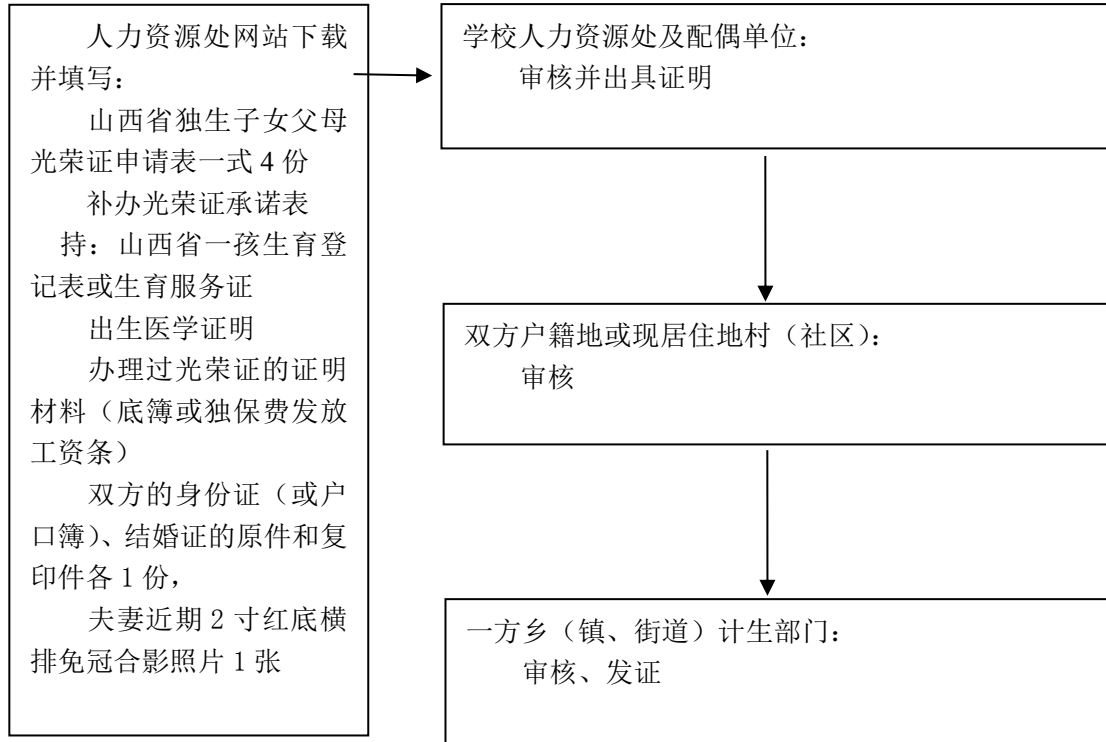 人力资源处网站下载
并填写：
山西省独生子女父母
光荣证申请表一式 4 份
补办光荣证承诺表
持：山西省一孩生育登
记表或生育服务证
出生医学证明
办理过光荣证的证明
材料（底簿或独保费发放
工资条）
双方的身份证（或户
口簿）、结婚证的原件和复
印件各 1 份，
夫妻近期 2 寸红底横
排免冠合影照片 1 张
学校人力资源处及配偶单位：
审核并出具证明
双方户籍地或现居住地村（社区）：
审核
一方乡（镇、街道）计生部门：
审核、发证